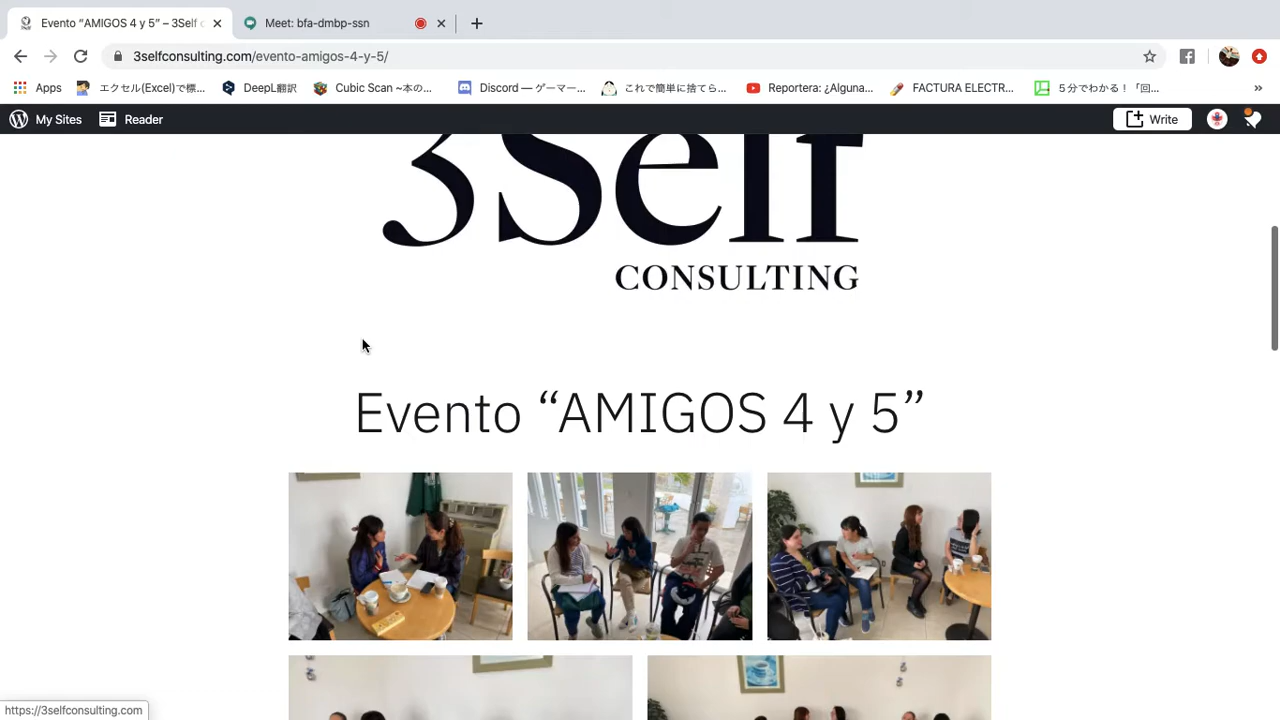 Evento “AMIGOS 4 y 5” – 3Self c
Meet: bfa-dmbp-ssn
3selfconsulting.com/evento-amigos-4-y-5/
Apps
エクセル(Excel)で標...
DeepL翻訳
Cubic Scan ~本の...
Discord — ゲーマー...
これで簡単に捨てら...
Reportera: ¿Alguna...
FACTURA ELECTR...
５分でわかる！「回...
»
My Sites
Reader
Write
3Self
CONSULTING
Evento “AMIGOS 4 y 5”
https://3selfconsulting.com